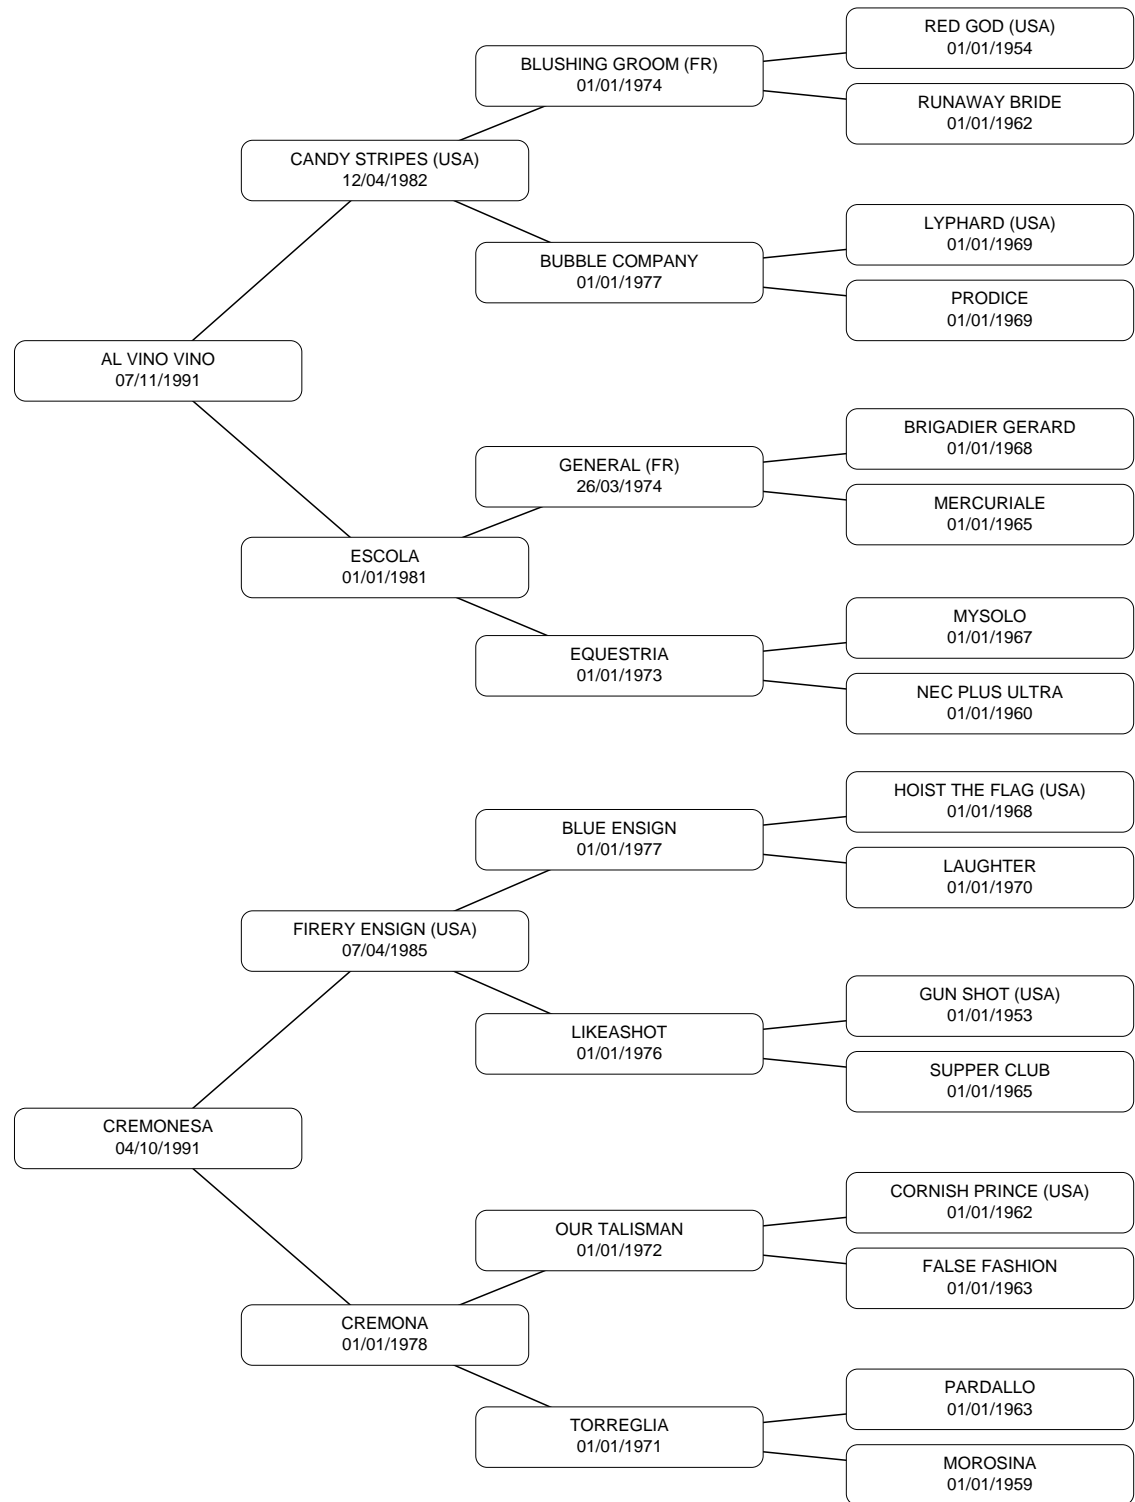 RED GOD (USA)
01/01/1954
BLUSHING GROOM (FR)
01/01/1974
RUNAWAY BRIDE
01/01/1962
CANDY STRIPES (USA)
12/04/1982
LYPHARD (USA)
01/01/1969
BUBBLE COMPANY
01/01/1977
PRODICE
01/01/1969
AL VINO VINO
07/11/1991
BRIGADIER GERARD
01/01/1968
GENERAL (FR)
26/03/1974
MERCURIALE
01/01/1965
ESCOLA
01/01/1981
MYSOLO
01/01/1967
EQUESTRIA
01/01/1973
NEC PLUS ULTRA
01/01/1960
HOIST THE FLAG (USA)
01/01/1968
BLUE ENSIGN
01/01/1977
LAUGHTER
01/01/1970
FIRERY ENSIGN (USA)
07/04/1985
GUN SHOT (USA)
01/01/1953
LIKEASHOT
01/01/1976
SUPPER CLUB
01/01/1965
CREMONESA
04/10/1991
CORNISH PRINCE (USA)
01/01/1962
OUR TALISMAN
01/01/1972
FALSE FASHION
01/01/1963
CREMONA
01/01/1978
PARDALLO
01/01/1963
TORREGLIA
01/01/1971
MOROSINA
01/01/1959